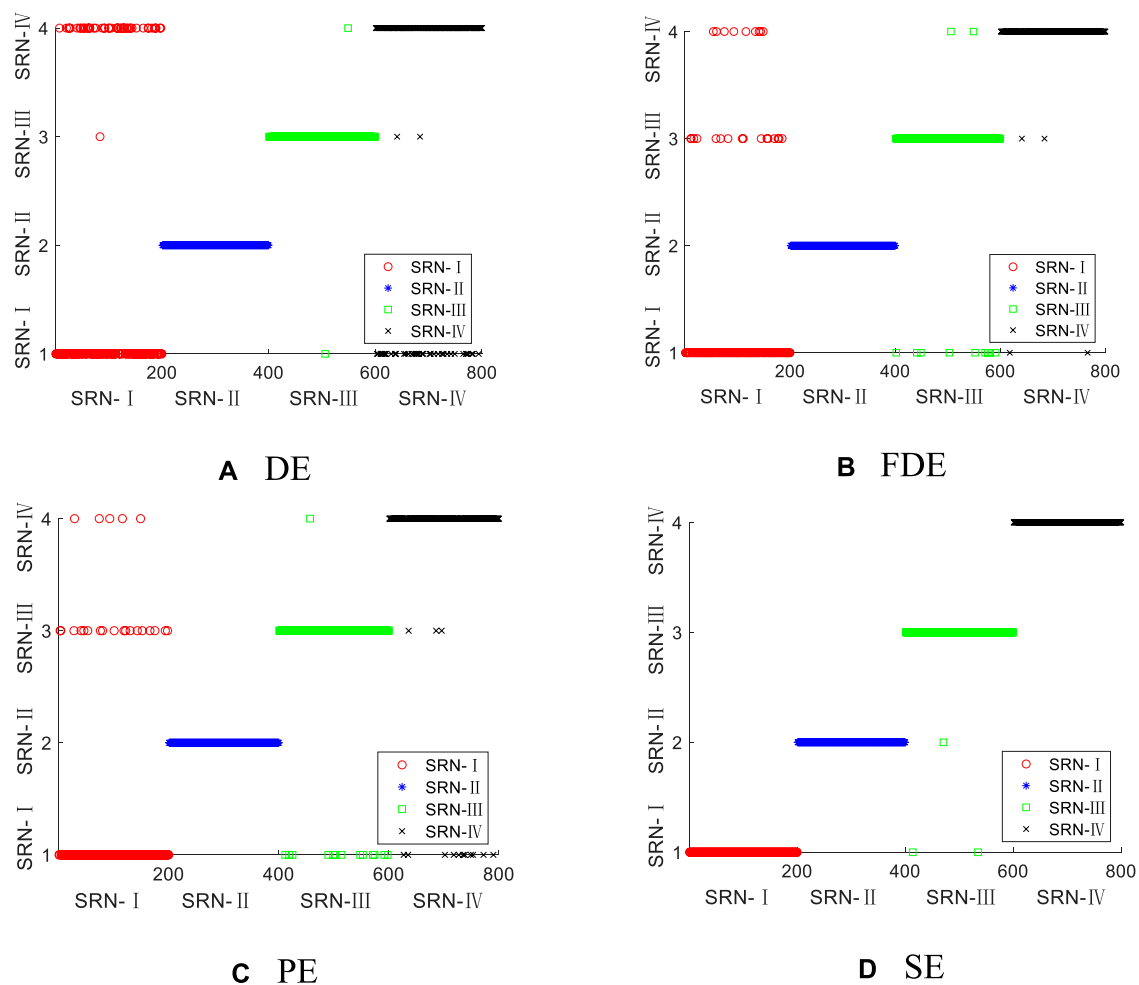 SRN-Ⅳ 4
SRN-III 3
SRN-Ⅱ 2
SRN-Ⅰ 1
200 400 600 800
SRN-Ⅰ SRN-Ⅱ SRN-III SRN-Ⅳ
SRN-Ⅰ
SRN-Ⅱ
SRN-III
SRN-Ⅳ
A DE
SRN-Ⅳ 4
SRN-III 3
SRN-Ⅱ 2
SRN-Ⅰ 1
200 400 600 800
SRN-Ⅰ SRN-Ⅱ SRN-III SRN-Ⅳ
SRN-Ⅰ
SRN-Ⅱ
SRN-III
SRN-Ⅳ
B FDE
SRN-Ⅳ 4
SRN-III 3
SRN-Ⅱ 2
SRN-Ⅰ 1
200 400 600 800
SRN-Ⅰ SRN-Ⅱ SRN-III SRN-Ⅳ
SRN-Ⅰ
SRN-Ⅱ
SRN-III
SRN-Ⅳ
C PE
SRN-Ⅳ 4
SRN-III 3
SRN-Ⅱ 2
SRN-Ⅰ 1
200 400 600 800
SRN-Ⅰ SRN-Ⅱ SRN-III SRN-Ⅳ
SRN-Ⅰ
SRN-Ⅱ
SRN-III
SRN-Ⅳ
D SE